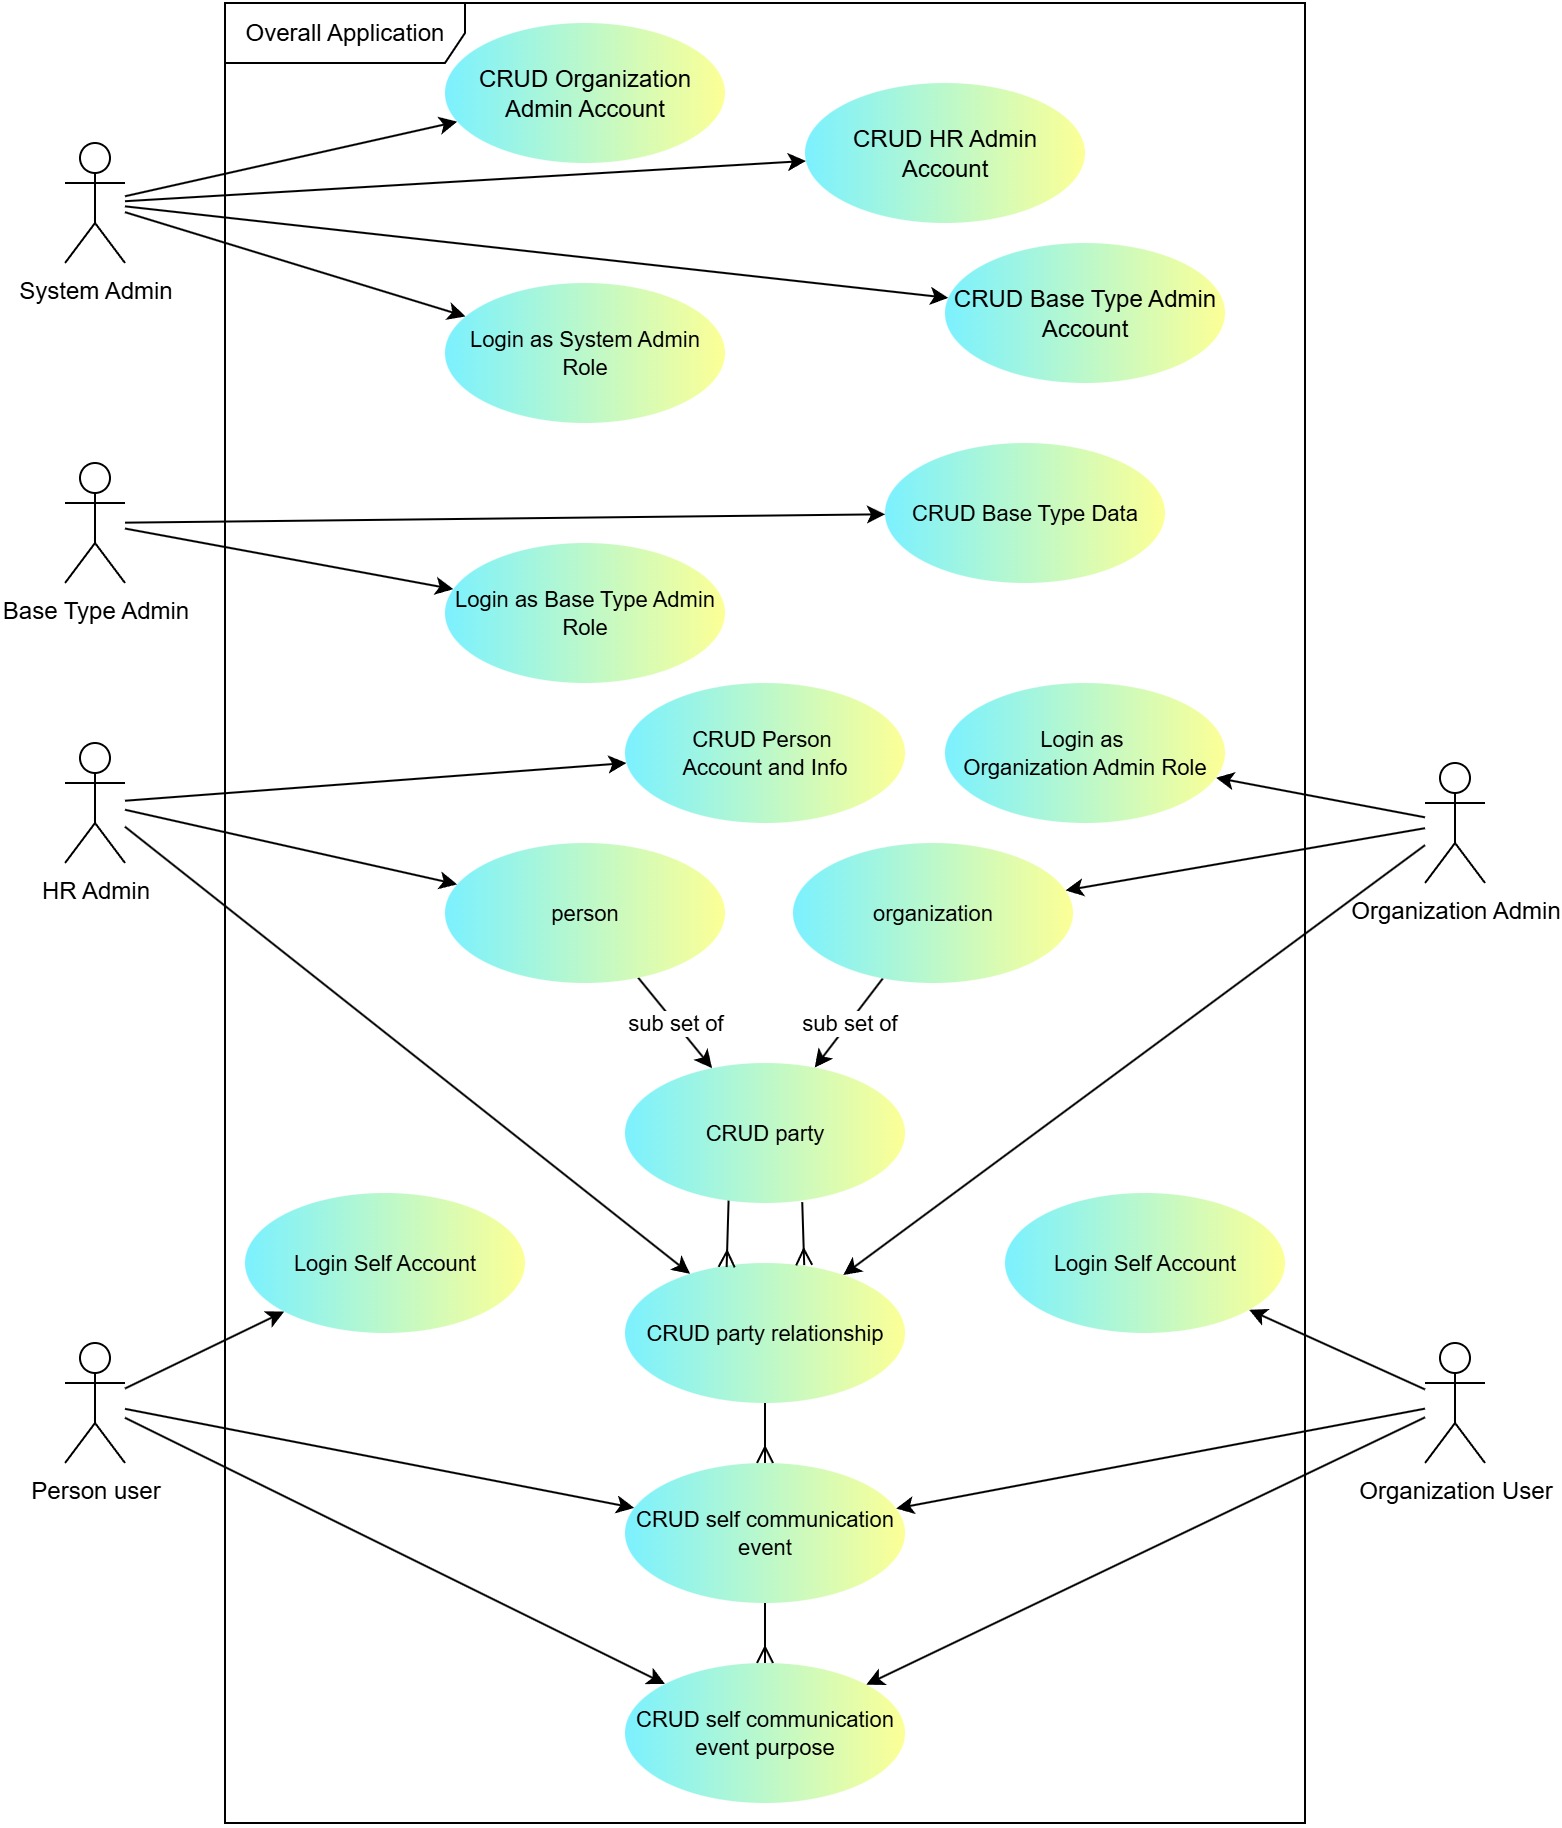 Overall Application
CRUD Organization
Admin Account
CRUD HR Admin
Account
System Admin
CRUD Base Type Admin
Account
Login as System Admin
Role
CRUD Base Type Data
Base Type Admin
Login as Base Type Admin
Role
CRUD Person
Account and Info
Login as
Organization Admin Role
HR Admin
person
organization
Organization Admin
sub set of
sub set of
CRUD party
Login Self Account
Login Self Account
CRUD party relationship
Person user
Organization User
CRUD self communication
event
CRUD self communication
event purpose